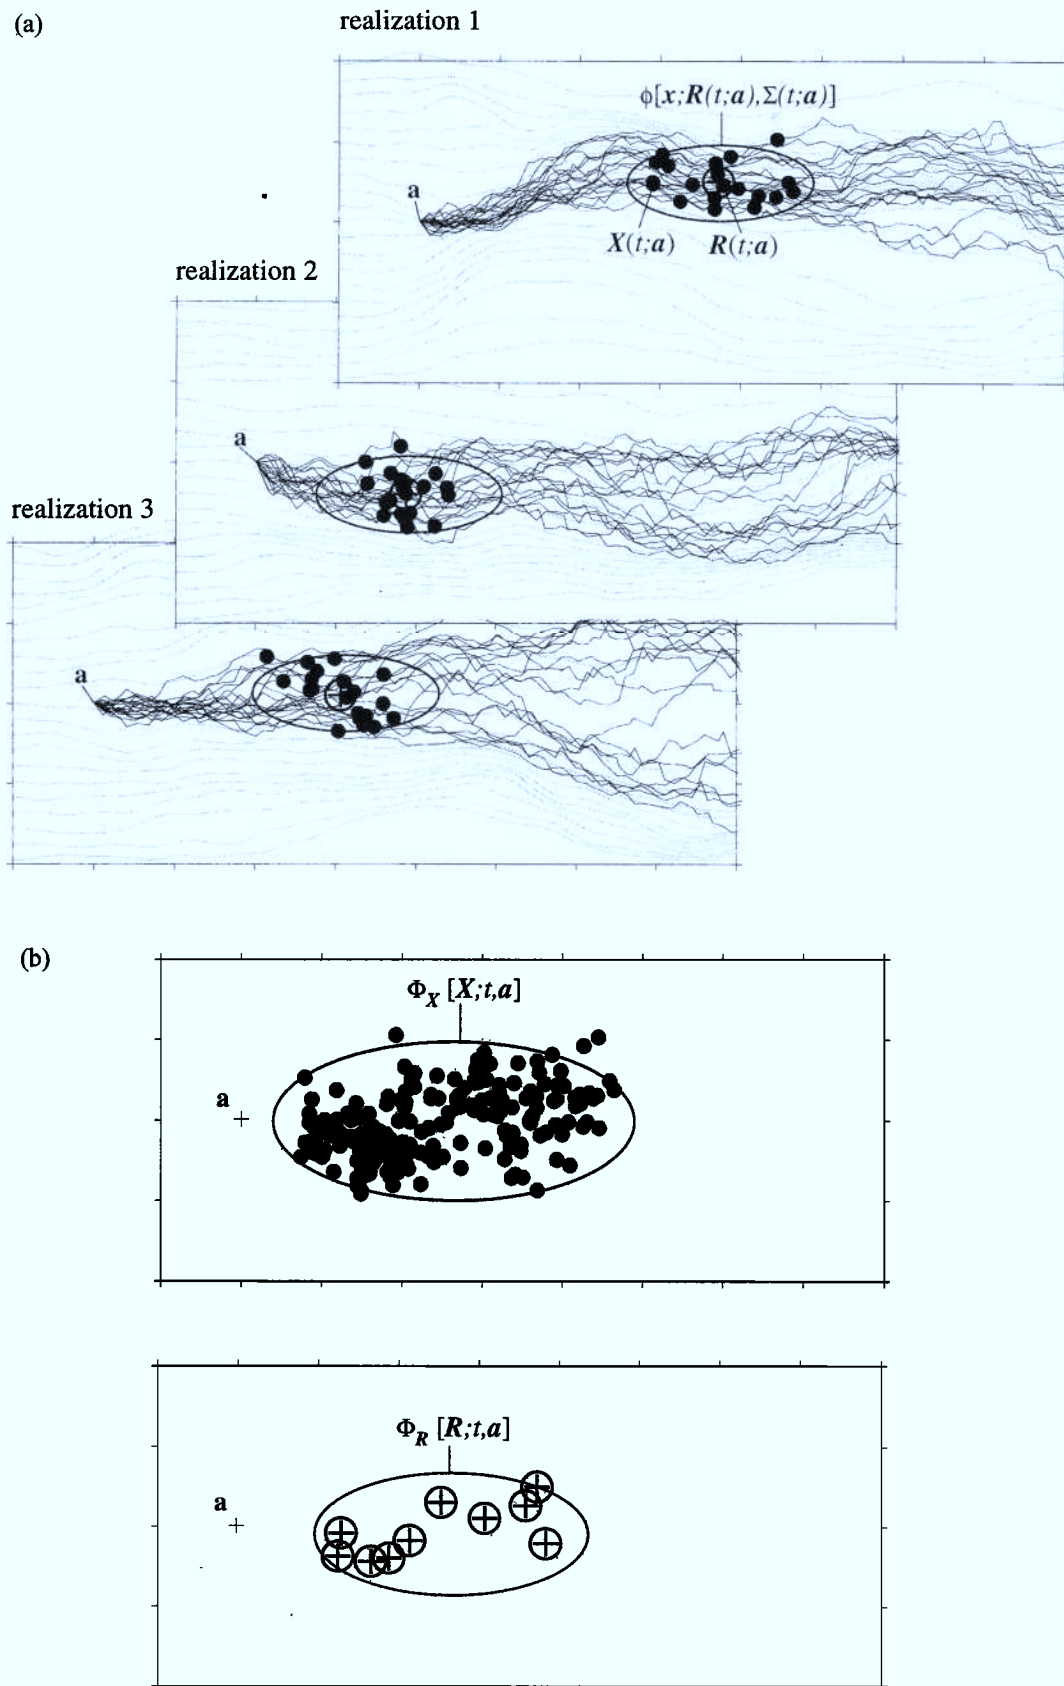 (a)
realization 1
ϕ[x;R(t;a),Σ(t;a)]
a
X(t;a) R(t;a)
realization 2
a
realization 3
a
(b)
Φ_X [X;t,a]
a
Φ_R [R;t,a]
a